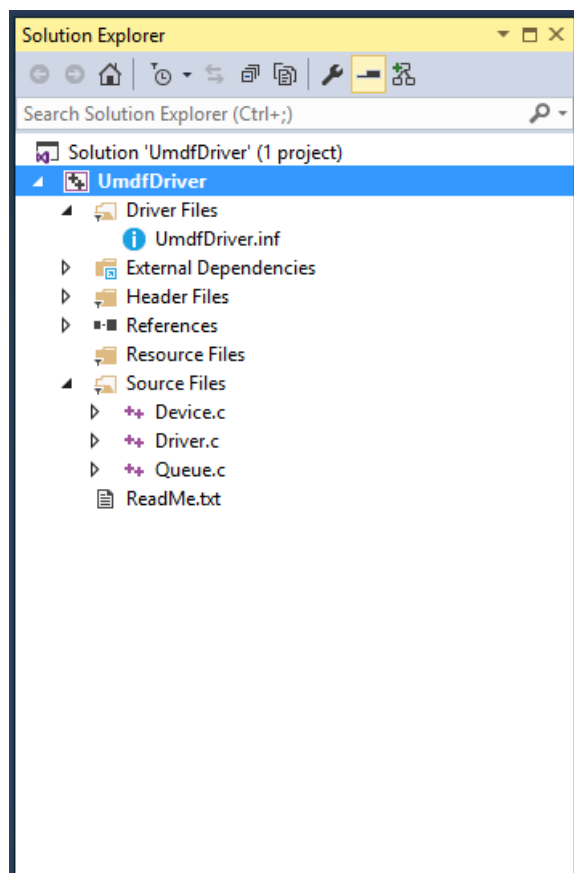 Solution Explorer
Search Solution Explorer (Ctrl+;)
Solution 'UmdfDriver' (1 project)
UmdfDriver
Driver Files
UmdfDriver.inf
External Dependencies
Header Files
References
Resource Files
Source Files
Device.c
Driver.c
Queue.c
ReadMe.txt